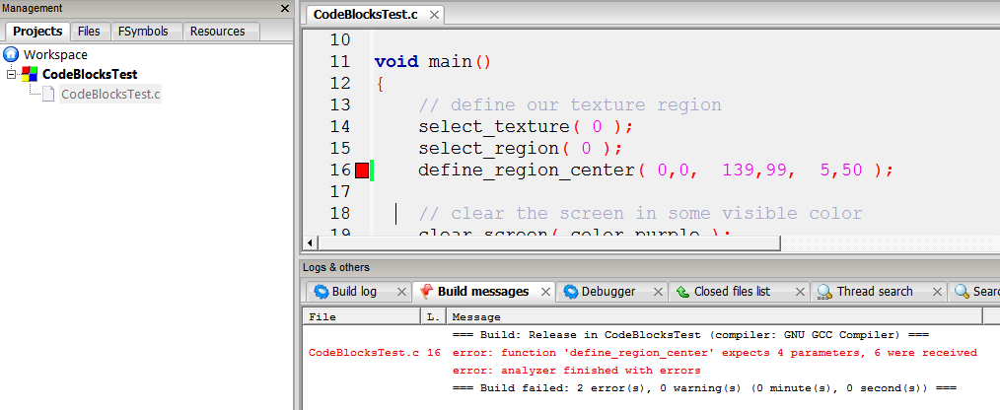 Management
Projects Files FSymbols Resources
Workspace
CodeBlocksTest
CodeBlocksTest.c
CodeBlocksTest.c
10
11 void main()
12 {
13 // define our texture region
14 select_texture( 0 );
15 select_region( 0 );
16 define_region_center( 0,0, 139,99, 5,50 );
17
18 // clear the screen in some visible color
19 clear_screen( color_purple );
Logs & others
Build log Build messages Debugger Closed files list Thread search Searc
File L. Message
=== Build: Release in CodeBlocksTest (compiler: GNU GCC Compiler) ===
CodeBlocksTest.c 16 error: function 'define_region_center' expects 4 parameters, 6 were received
error: analyzer finished with errors
=== Build failed: 2 error(s), 0 warning(s) (0 minute(s), 0 second(s)) ===